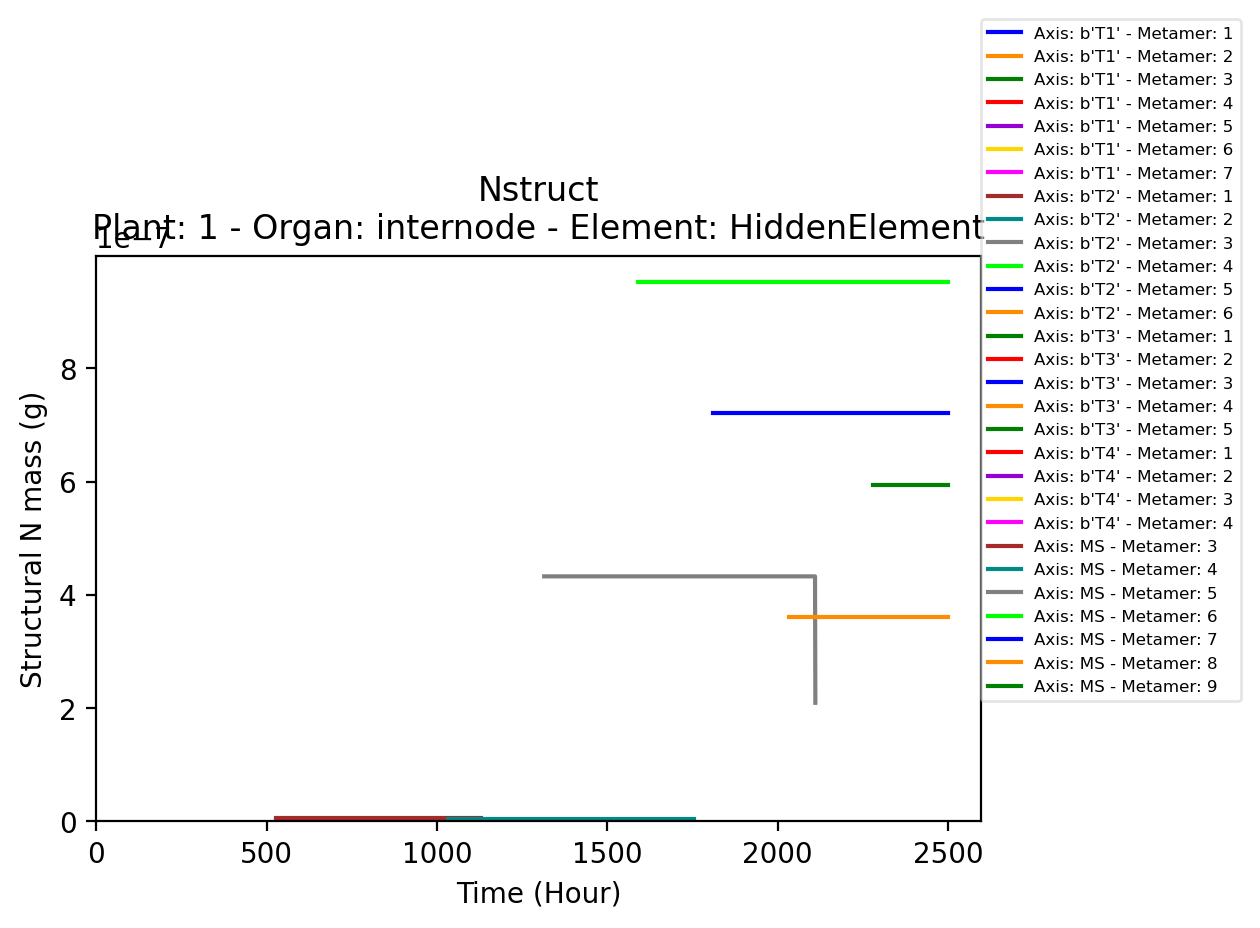 Nstruct
Plant: 1 - Organ: internode - Element: HiddenElement
1e−7
8
6
4
2
0
Structural N mass (g)
0 500 1000 1500 2000 2500
Time (Hour)
Axis: b'T1' - Metamer: 1
Axis: b'T1' - Metamer: 2
Axis: b'T1' - Metamer: 3
Axis: b'T1' - Metamer: 4
Axis: b'T1' - Metamer: 5
Axis: b'T1' - Metamer: 6
Axis: b'T1' - Metamer: 7
Axis: b'T2' - Metamer: 1
Axis: b'T2' - Metamer: 2
Axis: b'T2' - Metamer: 3
Axis: b'T2' - Metamer: 4
Axis: b'T2' - Metamer: 5
Axis: b'T2' - Metamer: 6
Axis: b'T3' - Metamer: 1
Axis: b'T3' - Metamer: 2
Axis: b'T3' - Metamer: 3
Axis: b'T3' - Metamer: 4
Axis: b'T3' - Metamer: 5
Axis: b'T4' - Metamer: 1
Axis: b'T4' - Metamer: 2
Axis: b'T4' - Metamer: 3
Axis: b'T4' - Metamer: 4
Axis: MS - Metamer: 3
Axis: MS - Metamer: 4
Axis: MS - Metamer: 5
Axis: MS - Metamer: 6
Axis: MS - Metamer: 7
Axis: MS - Metamer: 8
Axis: MS - Metamer: 9